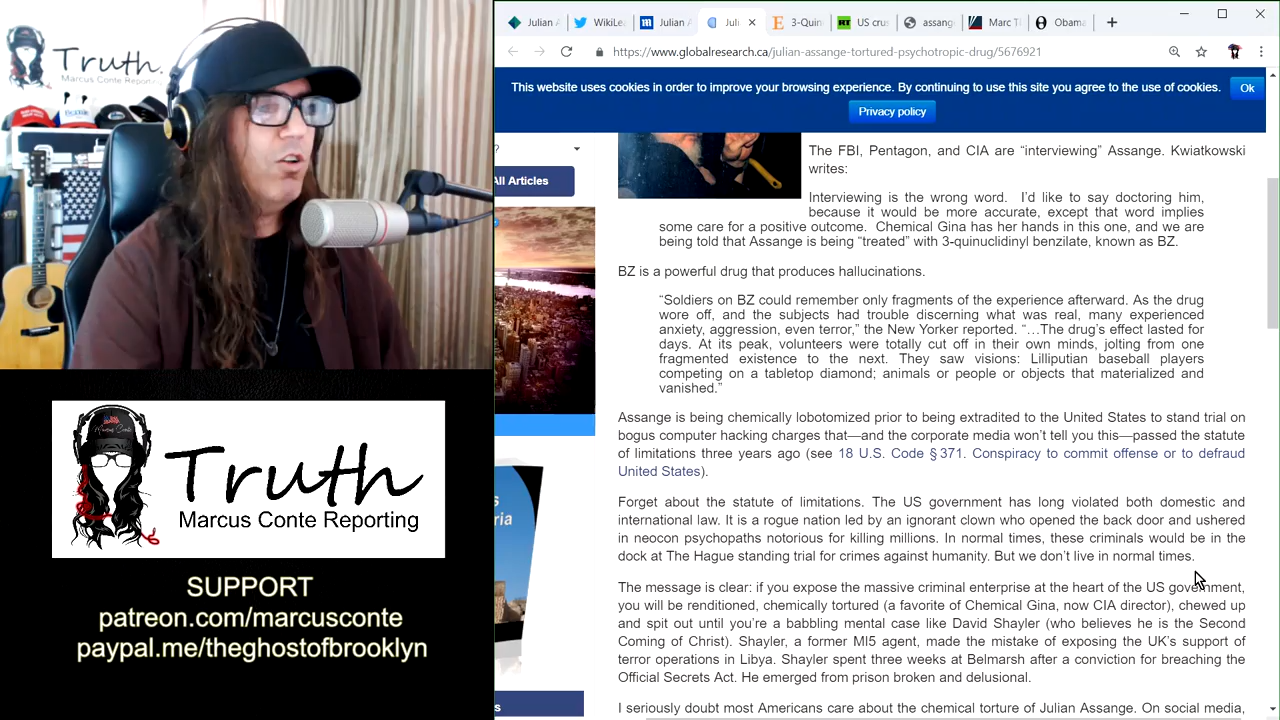 Truth.
Marcus Conte Reporting
Truth
Marcus Conte Reporting
SUPPORT
patreon.com/marcusconte
paypal.me/theghostofbrooklyn
Julian A
WikiLea
Julian A
Juli
3-Quin
US crus
assang
Marc Th
Obama
https://www.globalresearch.ca/julian-assange-tortured-psychotropic-drug/5676921
This website uses cookies in order to improve your browsing experience. By continuing to use this site you agree to the use of cookies.
Ok
Privacy policy
?
All Articles
The FBI, Pentagon, and CIA are “interviewing” Assange. Kwiatkowski
writes:
Interviewing is the wrong word. I’d like to say doctoring him,
because it would be more accurate, except that word implies
some care for a positive outcome. Chemical Gina has her hands in this one, and we are
being told that Assange is being “treated” with 3-quinuclidinyl benzilate, known as BZ.
BZ is a powerful drug that produces hallucinations.
“Soldiers on BZ could remember only fragments of the experience afterward. As the drug
wore off, and the subjects had trouble discerning what was real, many experienced
anxiety, aggression, even terror,” the New Yorker reported. “…The drug’s effect lasted for
days. At its peak, volunteers were totally cut off in their own minds, jolting from one
fragmented existence to the next. They saw visions: Lilliputian baseball players
competing on a tabletop diamond; animals or people or objects that materialized and
vanished.”
Assange is being chemically lobotomized prior to being extradited to the United States to stand trial on
bogus computer hacking charges that—and the corporate media won’t tell you this—passed the statute
of limitations three years ago (see 18 U.S. Code § 371. Conspiracy to commit offense or to defraud
United States).
Forget about the statute of limitations. The US government has long violated both domestic and
international law. It is a rogue nation led by an ignorant clown who opened the back door and ushered
in neocon psychopaths notorious for killing millions. In normal times, these criminals would be in the
dock at The Hague standing trial for crimes against humanity. But we don’t live in normal times.
The message is clear: if you expose the massive criminal enterprise at the heart of the US government,
you will be renditioned, chemically tortured (a favorite of Chemical Gina, now CIA director), chewed up
and spit out until you’re a babbling mental case like David Shayler (who believes he is the Second
Coming of Christ). Shayler, a former MI5 agent, made the mistake of exposing the UK’s support of
terror operations in Libya. Shayler spent three weeks at Belmarsh after a conviction for breaching the
Official Secrets Act. He emerged from prison broken and delusional.
I seriously doubt most Americans care about the chemical torture of Julian Assange. On social media,